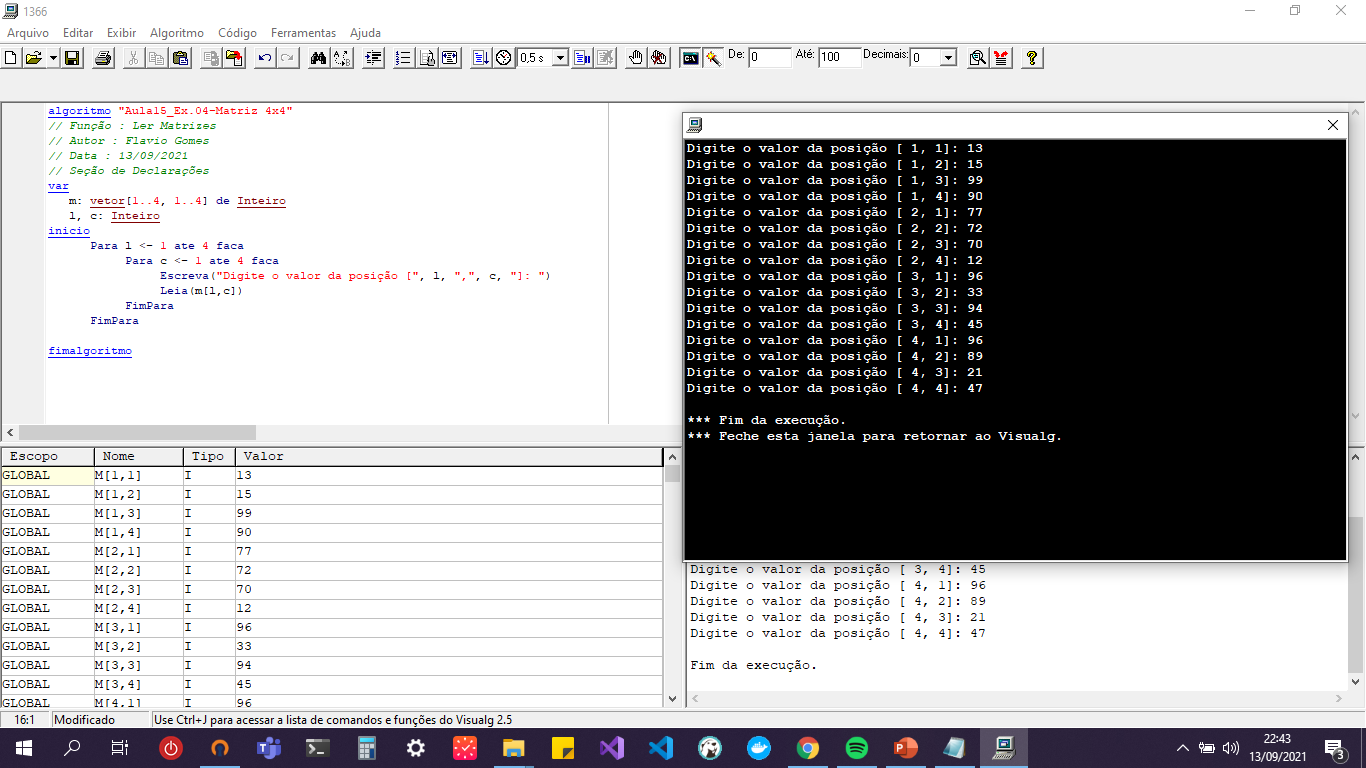 1366
Arquivo Editar Exibir Algoritmo Código Ferramentas Ajuda
0,5 s De: 0 Até: 100 Decimais: 0
algoritmo "Aula15_Ex.04-Matriz 4x4"
// Função : Ler Matrizes
// Autor : Flavio Gomes
// Data : 13/09/2021
// Seção de Declarações
var
m: vetor[1..4, 1..4] de Inteiro
l, c: Inteiro
inicio
Para l <- 1 ate 4 faca
Para c <- 1 ate 4 faca
Escreva("Digite o valor da posição [", l, ",", c, "]: ")
Leia(m[l,c])
FimPara
FimPara
fimalgoritmo
Digite o valor da posição [ 1, 1]: 13
Digite o valor da posição [ 1, 2]: 15
Digite o valor da posição [ 1, 3]: 99
Digite o valor da posição [ 1, 4]: 90
Digite o valor da posição [ 2, 1]: 77
Digite o valor da posição [ 2, 2]: 72
Digite o valor da posição [ 2, 3]: 70
Digite o valor da posição [ 2, 4]: 12
Digite o valor da posição [ 3, 1]: 96
Digite o valor da posição [ 3, 2]: 33
Digite o valor da posição [ 3, 3]: 94
Digite o valor da posição [ 3, 4]: 45
Digite o valor da posição [ 4, 1]: 96
Digite o valor da posição [ 4, 2]: 89
Digite o valor da posição [ 4, 3]: 21
Digite o valor da posição [ 4, 4]: 47
*** Fim da execução.
*** Feche esta janela para retornar ao Visualg.
Escopo Nome Tipo Valor
GLOBAL M[1,1] I 13
GLOBAL M[1,2] I 15
GLOBAL M[1,3] I 99
GLOBAL M[1,4] I 90
GLOBAL M[2,1] I 77
GLOBAL M[2,2] I 72
GLOBAL M[2,3] I 70
GLOBAL M[2,4] I 12
GLOBAL M[3,1] I 96
GLOBAL M[3,2] I 33
GLOBAL M[3,3] I 94
GLOBAL M[3,4] I 45
GLOBAL M[4,1] I 96
Digite o valor da posição [ 3, 4]: 45
Digite o valor da posição [ 4, 1]: 96
Digite o valor da posição [ 4, 2]: 89
Digite o valor da posição [ 4, 3]: 21
Digite o valor da posição [ 4, 4]: 47
Fim da execução.
16:1 Modificado Use Ctrl+J para acessar a lista de comandos e funções do Visualg 2.5
22:43
13/09/2021
3